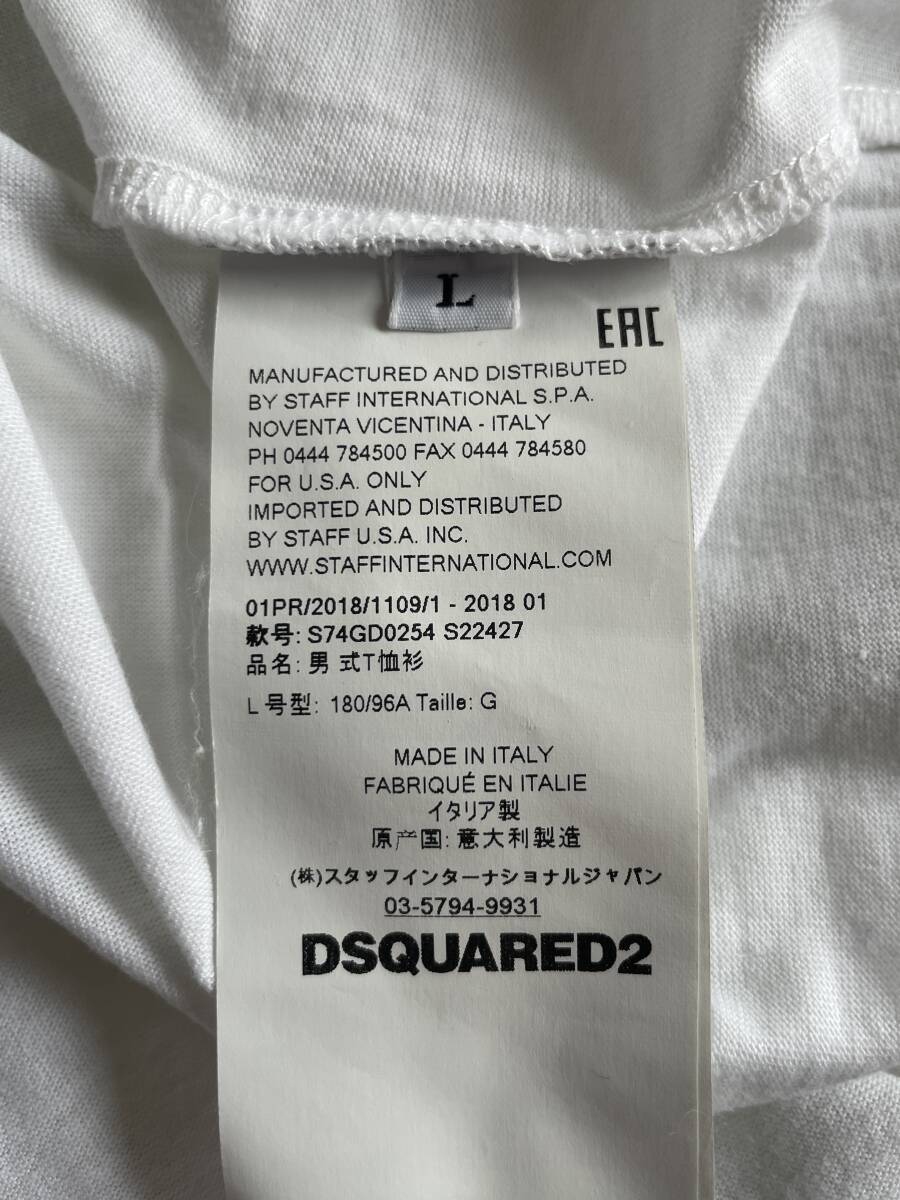 L
EAC
MANUFACTURED AND DISTRIBUTED
BY STAFF INTERNATIONAL S.P.A.
NOVENTA VICENTINA - ITALY
PH 0444 784500 FAX 0444 784580
FOR U.S.A. ONLY
IMPORTED AND DISTRIBUTED
BY STAFF U.S.A. INC.
WWW.STAFFINTERNATIONAL.COM
01PR/2018/1109/1 - 2018 01
款号: S74GD0254 S22427
品名: 男 式T恤衫
L 号型: 180/96A Taille: G
MADE IN ITALY
FABRIQUÉ EN ITALIE
イタリア製
原产国: 意大利製造
(株)スタッフインターナショナルジャパン
03-5794-9931
DSQUARED2